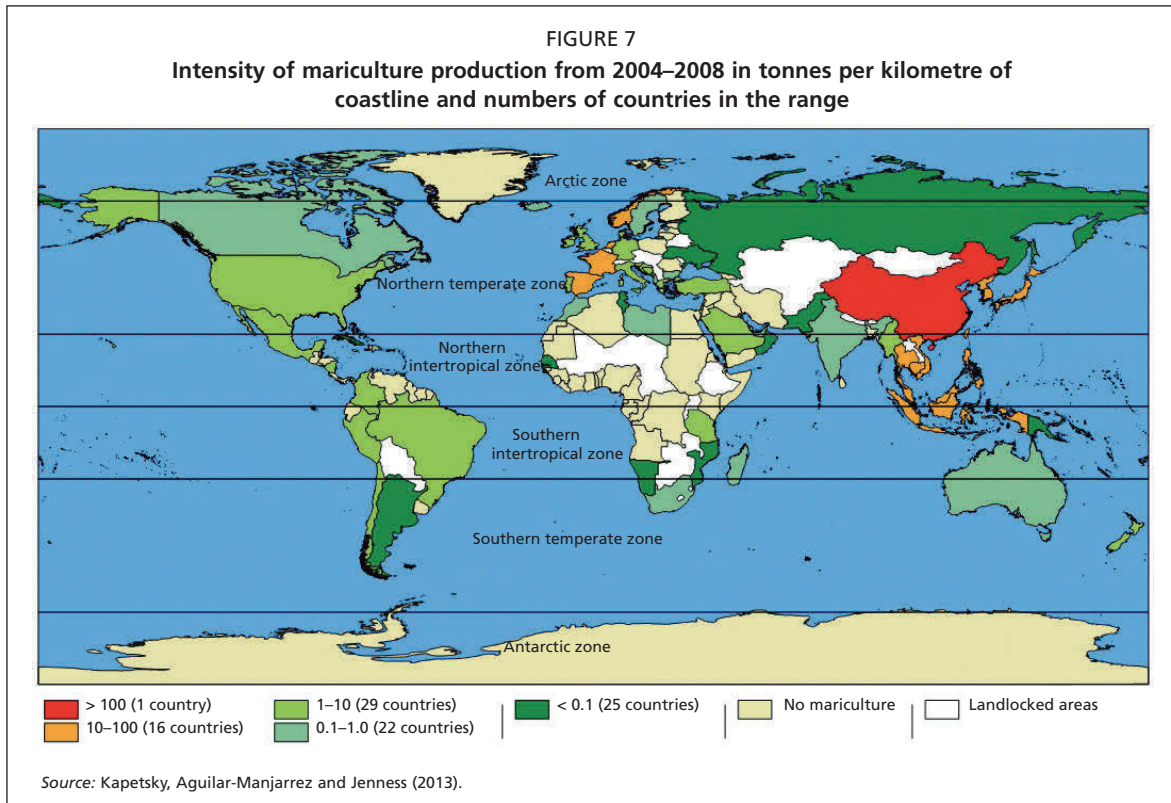 FIGURE 7
Intensity of mariculture production from 2004–2008 in tonnes per kilometre of
coastline and numbers of countries in the range
Arctic zone
Northern temperate zone
Northern
intertropical zone
Southern
intertropical zone
Southern temperate zone
Antarctic zone
> 100 (1 country)
10–100 (16 countries)
1–10 (29 countries)
0.1–1.0 (22 countries)
< 0.1 (25 countries)
No mariculture
Landlocked areas
Source: Kapetsky, Aguilar-Manjarrez and Jenness (2013).